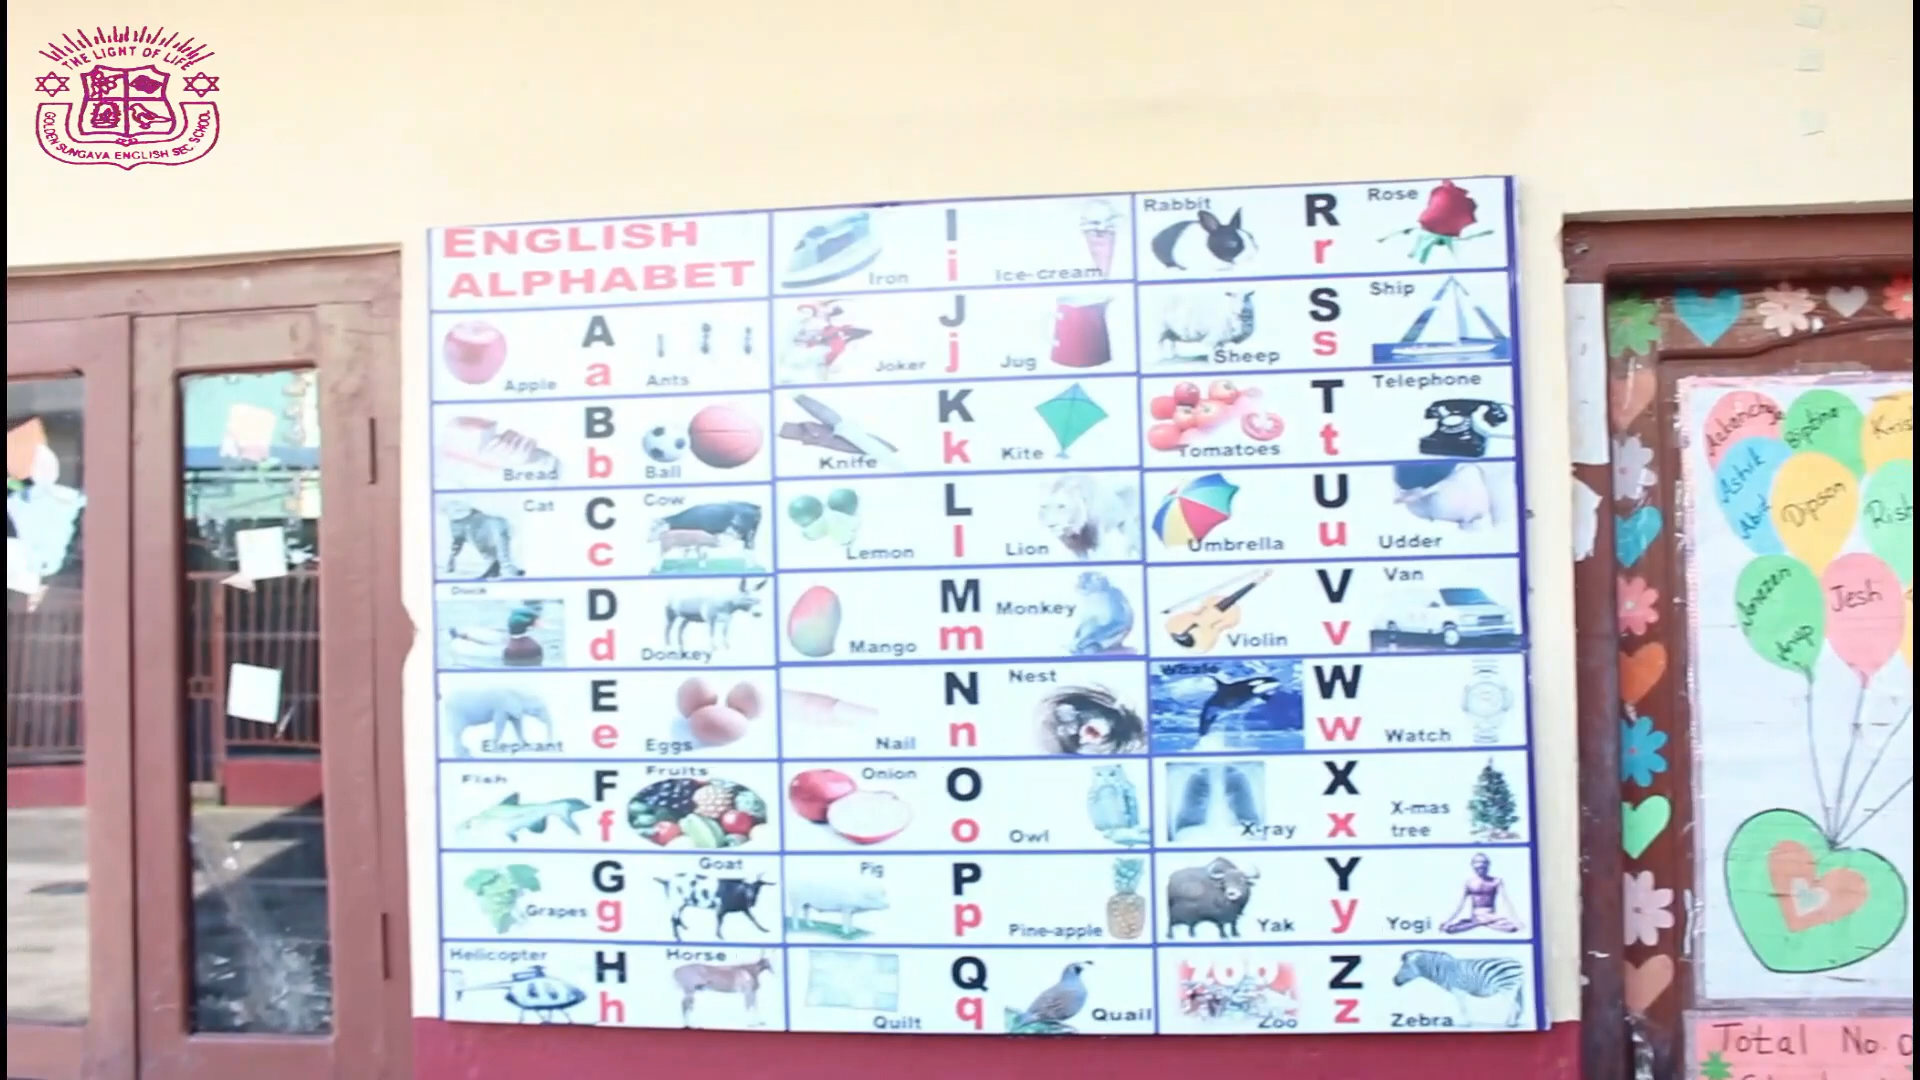 THE LIGHT OF LIFE
GOLDEN SUNGAVA ENGLISH SEC SCHOOL
ENGLISH
ALPHABET
Apple A a Ants
Bread B b Ball
Cat C c Cow
Duck D d Donkey
Elephant E e Eggs
Fish F f Fruits
Grapes G g Goat
Helicopter H h Horse
Iron I i Ice-cream
Joker J j Jug
Knife K k Kite
Lemon L l Lion
Mango M m Monkey
Nail N n Nest
Onion O o Owl
Pig P p Pine-apple
Quilt Q q Quail
Rabbit R r Rose
Sheep S s Ship
Tomatoes T t Telephone
Umbrella U u Udder
Violin V v Van
Whale W w Watch
X-ray X x X-mas
tree
Yak Y y Yogi
ZOO
Zoo Z z Zebra
Bipbine
Ashik
Dipson
Jesh
Total No.